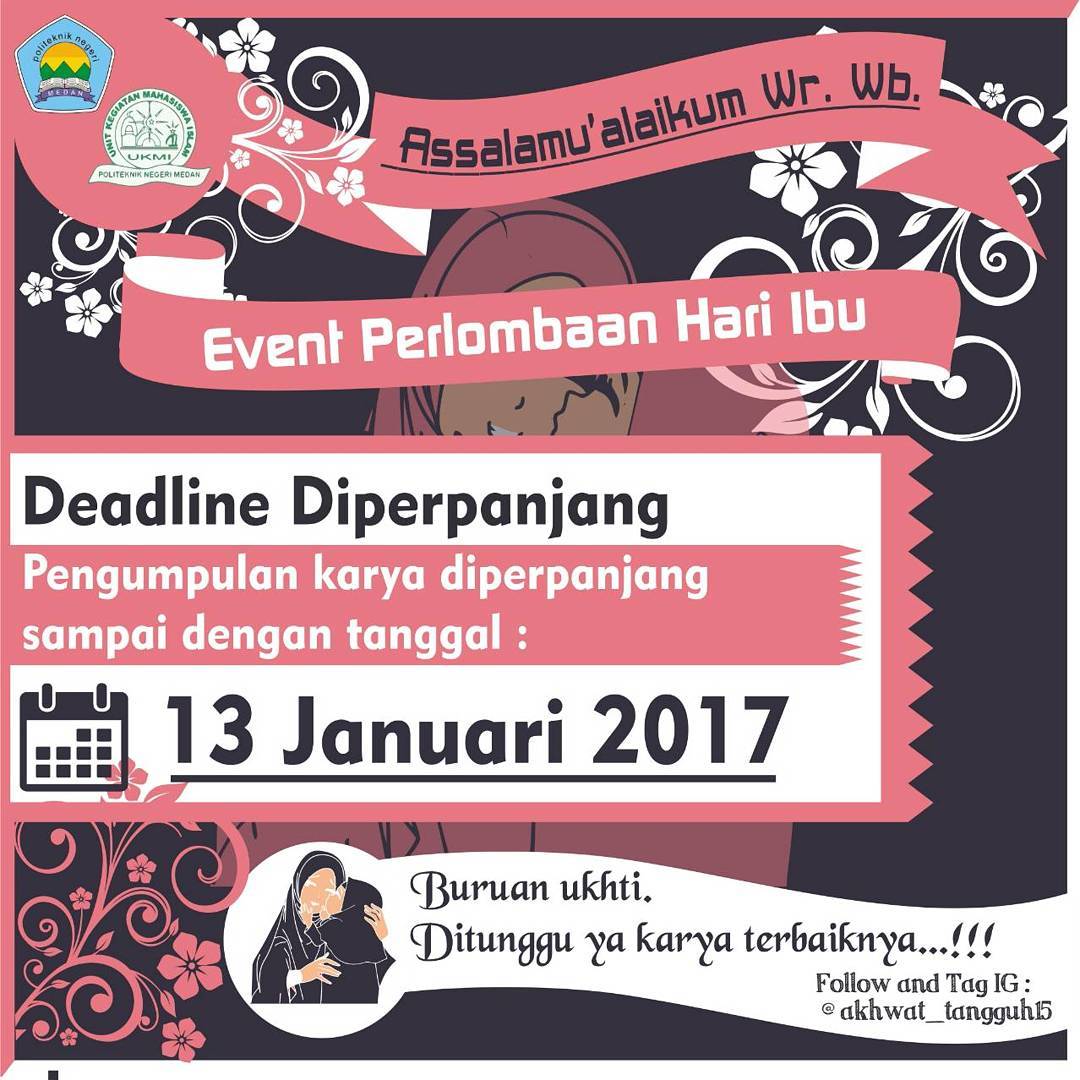 politeknik negeri
MEDAN
UNIT KEGIATAN MAHASISWA ISLAM
UKMI
POLITEKNIK NEGERI MEDAN
Assalamu'alaikum Wr. Wb.
Event Perlombaan Hari Ibu
Deadline Diperpanjang
Pengumpulan karya diperpanjang
sampai dengan tanggal :
13 Januari 2017
Buruan ukhti.
Ditunggu ya karya terbaiknya...!!!
Follow and Tag IG :
@ akhwat_tangguh15